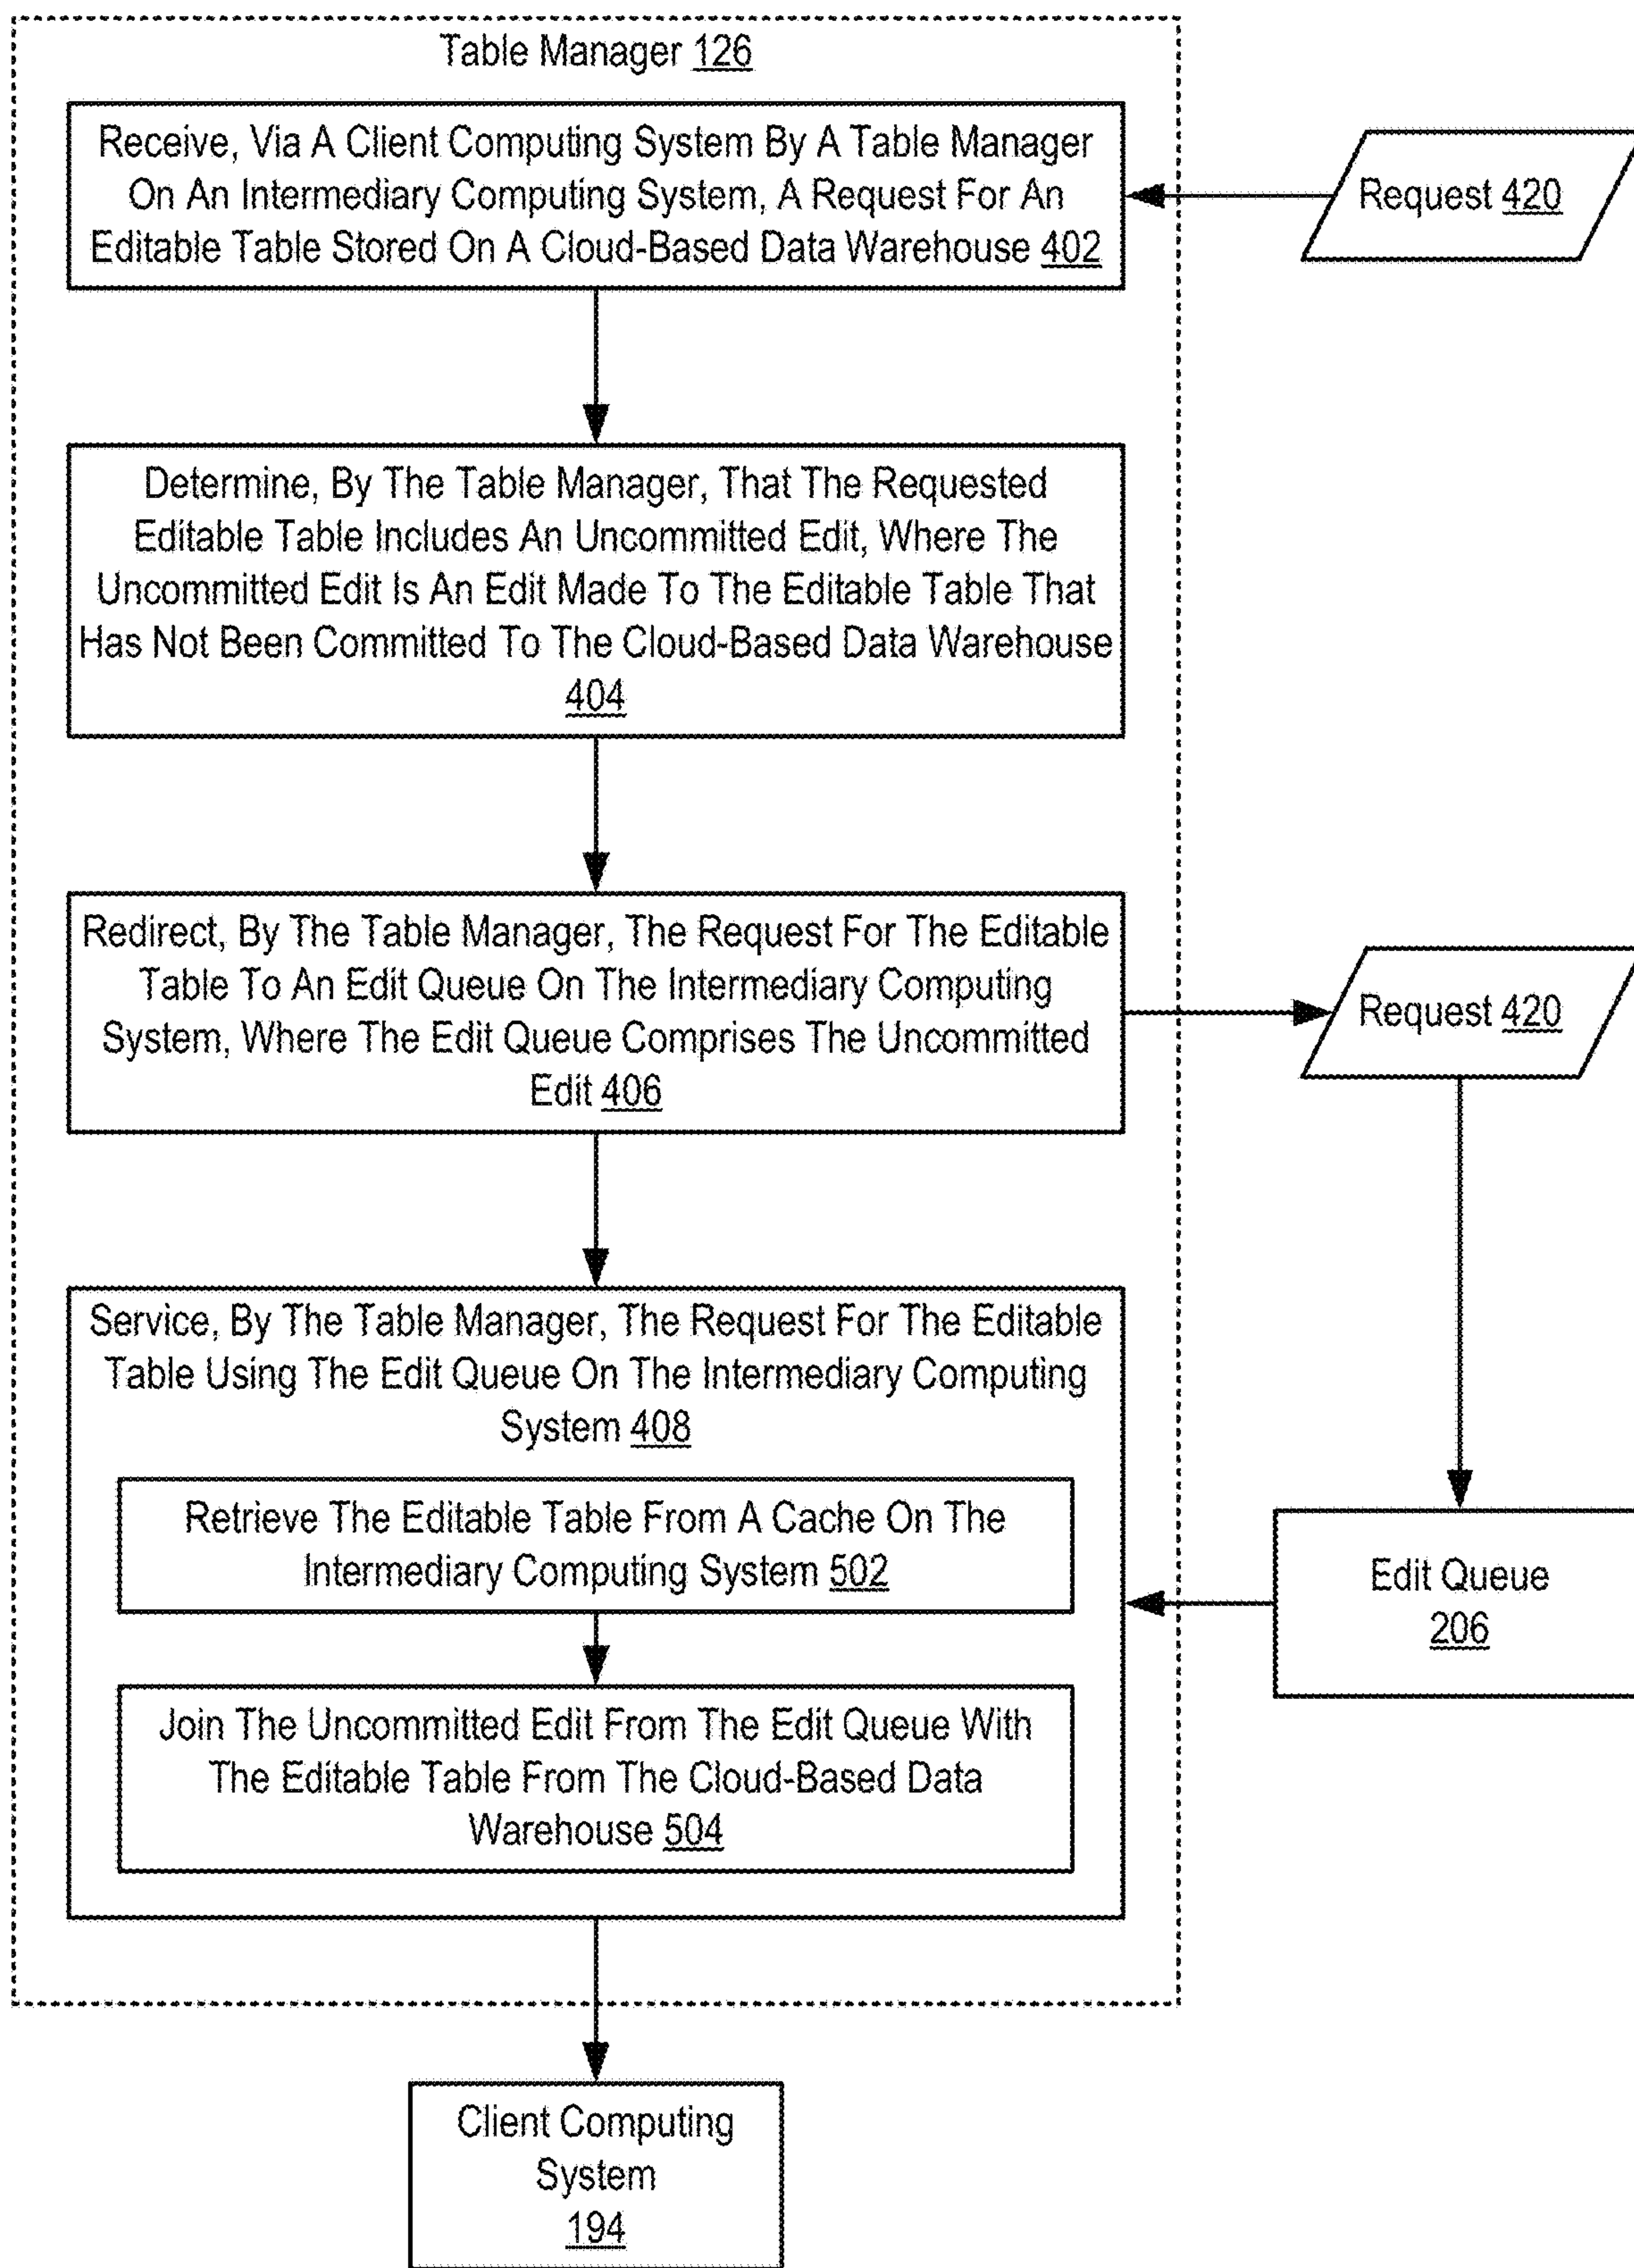 Table Manager 126
Receive, Via A Client Computing System By A Table Manager
On An Intermediary Computing System, A Request For An
Editable Table Stored On A Cloud-Based Data Warehouse 402
Request 420
Determine, By The Table Manager, That The Requested
Editable Table Includes An Uncommitted Edit, Where The
Uncommitted Edit Is An Edit Made To The Editable Table That
Has Not Been Committed To The Cloud-Based Data Warehouse
404
Redirect, By The Table Manager, The Request For The Editable
Table To An Edit Queue On The Intermediary Computing
System, Where The Edit Queue Comprises The Uncommitted
Edit 406
Request 420
Service, By The Table Manager, The Request For The Editable
Table Using The Edit Queue On The Intermediary Computing
System 408
Retrieve The Editable Table From A Cache On The
Intermediary Computing System 502
Edit Queue
206
Join The Uncommitted Edit From The Edit Queue With
The Editable Table From The Cloud-Based Data
Warehouse 504
Client Computing
System
194